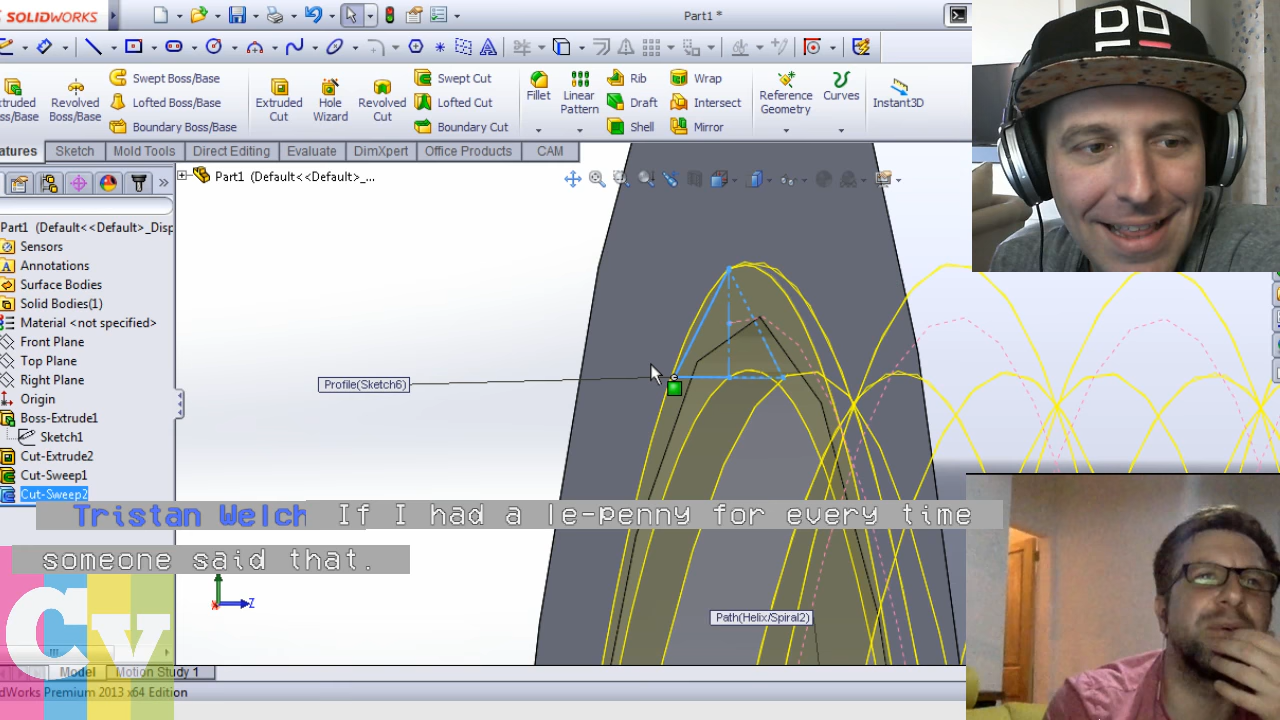 SOLIDWORKS
Part1 *
Swept Boss/Base
Lofted Boss/Base
Boundary Boss/Base
truded
ss/Base
Revolved
Boss/Base
Extruded
Cut
Hole
Wizard
Revolved
Cut
Swept Cut
Lofted Cut
Boundary Cut
Fillet
Linear
Pattern
Rib
Draft
Shell
Wrap
Intersect
Mirror
Reference
Geometry
Curves
Instant3D
atures Sketch Mold Tools Direct Editing Evaluate DimXpert Office Products CAM
Part1 (Default<<Default>_...
Part1 (Default<<Default>_Disp
Sensors
Annotations
Surface Bodies
Solid Bodies(1)
Material <not specified>
Front Plane
Top Plane
Right Plane
Origin
Boss-Extrude1
Sketch1
Cut-Extrude2
Cut-Sweep1
Cut-Sweep2
Profile(Sketch6)
Tristan Welch If I had a le-penny for every time
someone said that.
Z
Path(Helix/Spiral2)
cv
Model Motion Study 1
idWorks Premium 2013 x64 Edition